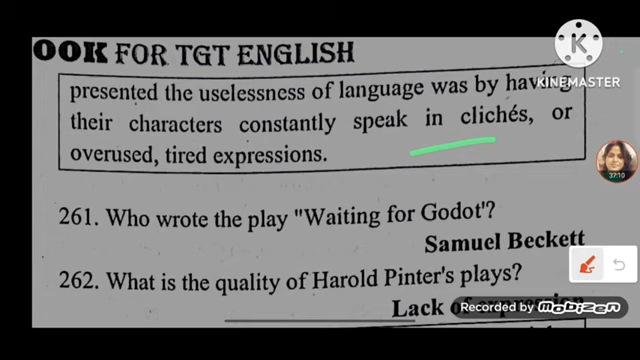 OOK FOR TGT ENGLISH
KINEMASTER
presented the uselessness of language was by having
their characters constantly speak in clichés, or
overused, tired expressions.
37:10
261. Who wrote the play "Waiting for Godot'?
Samuel Beckett
262. What is the quality of Harold Pinter's plays?
Lack of expression
Recorded by mobizen